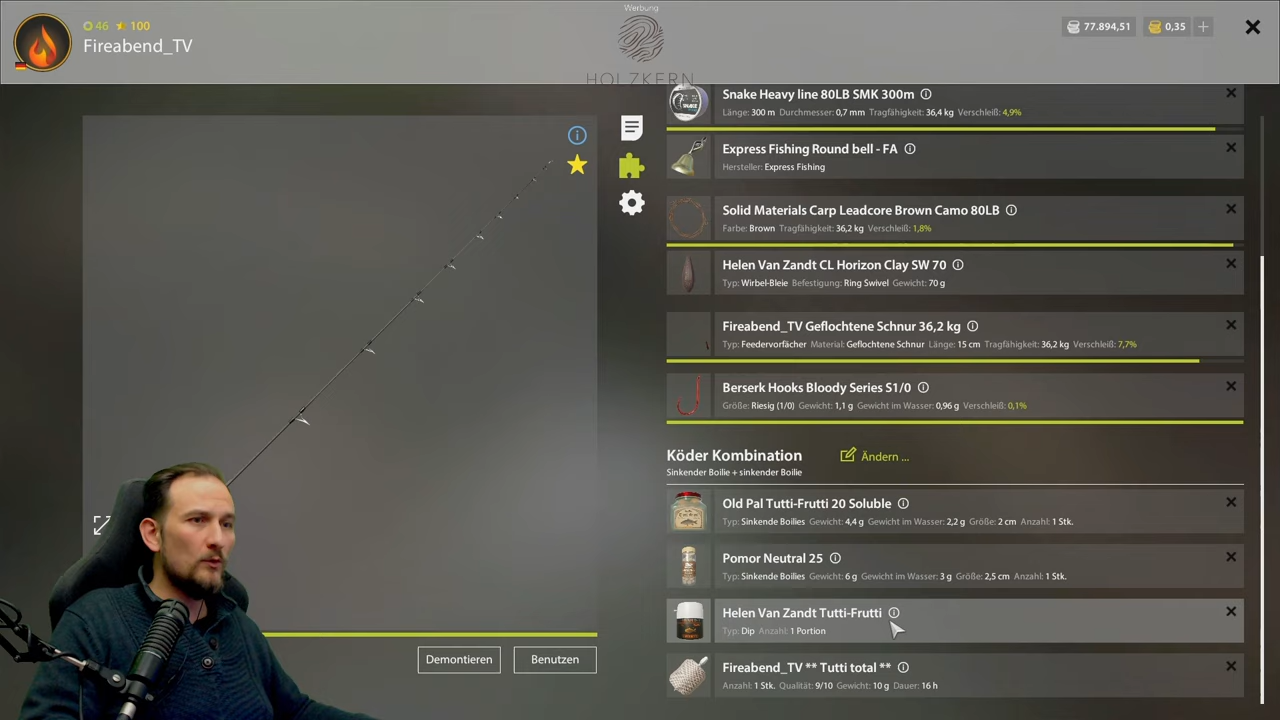 Werbung
46 100
Fireabend_TV
HOLZKERN
77.894,51
0,35
Snake Heavy line 80LB SMK 300m
Länge: 300 m Durchmesser: 0,7 mm Tragfähigkeit: 36,4 kg Verschleiß: 4,9%
Express Fishing Round bell - FA
Hersteller: Express Fishing
Solid Materials Carp Leadcore Brown Camo 80LB
Farbe: Brown Tragfähigkeit: 36,2 kg Verschleiß: 1,8%
Helen Van Zandt CL Horizon Clay SW 70
Typ: Wirbel-Bleie Befestigung: Ring Swivel Gewicht: 70 g
Fireabend_TV Geflochtene Schnur 36,2 kg
Typ: Feedervorfächer Material: Geflochtene Schnur Länge: 15 cm Tragfähigkeit: 36,2 kg Verschleiß: 7,7%
Berserk Hooks Bloody Series S1/0
Größe: Riesig (1/0) Gewicht: 1,1 g Gewicht im Wasser: 0,96 g Verschleiß: 0,1%
Köder Kombination
Ändern ...
Sinkender Boilie + sinkender Boilie
Old Pal Tutti-Frutti 20 Soluble
Typ: Sinkende Boilies Gewicht: 4,4 g Gewicht im Wasser: 2,2 g Größe: 2 cm Anzahl: 1 Stk.
Pomor Neutral 25
Typ: Sinkende Boilies Gewicht: 6 g Gewicht im Wasser: 3 g Größe: 2,5 cm Anzahl: 1 Stk.
Helen Van Zandt Tutti-Frutti
Typ: Dip Anzahl: 1 Portion
Fireabend_TV ** Tutti total **
Anzahl: 1 Stk. Qualität: 9/10 Gewicht: 10 g Dauer: 16 h
Demontieren
Benutzen